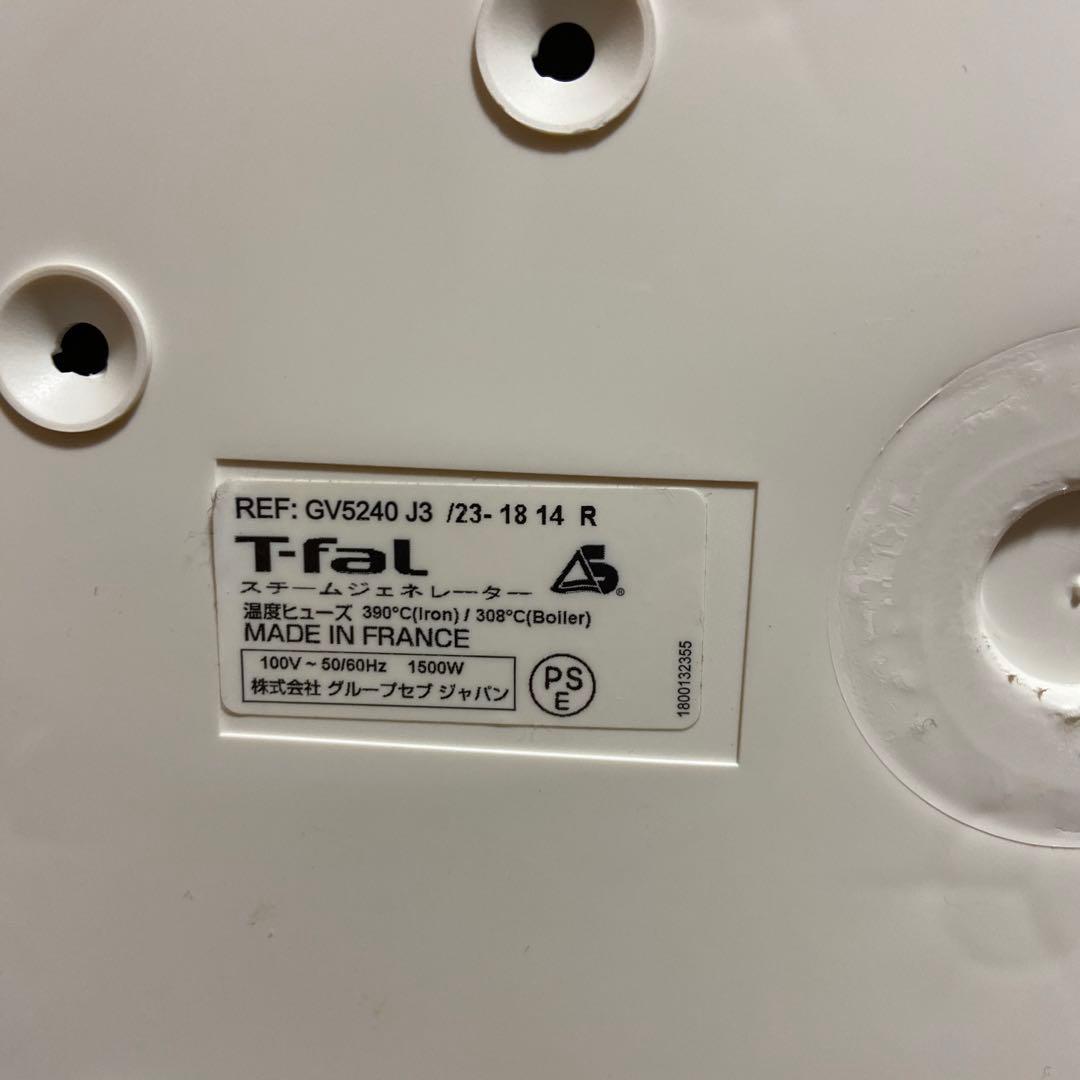 REF: GV5240 J3 /23- 18 14 R
T-fal
スチームジェネレーター
S®
温度ヒューズ 390°C(Iron) / 308°C(Boiler)
MADE IN FRANCE
100V ~ 50/60Hz 1500W
株式会社 グループセブ ジャパン
PS
E
1800132355